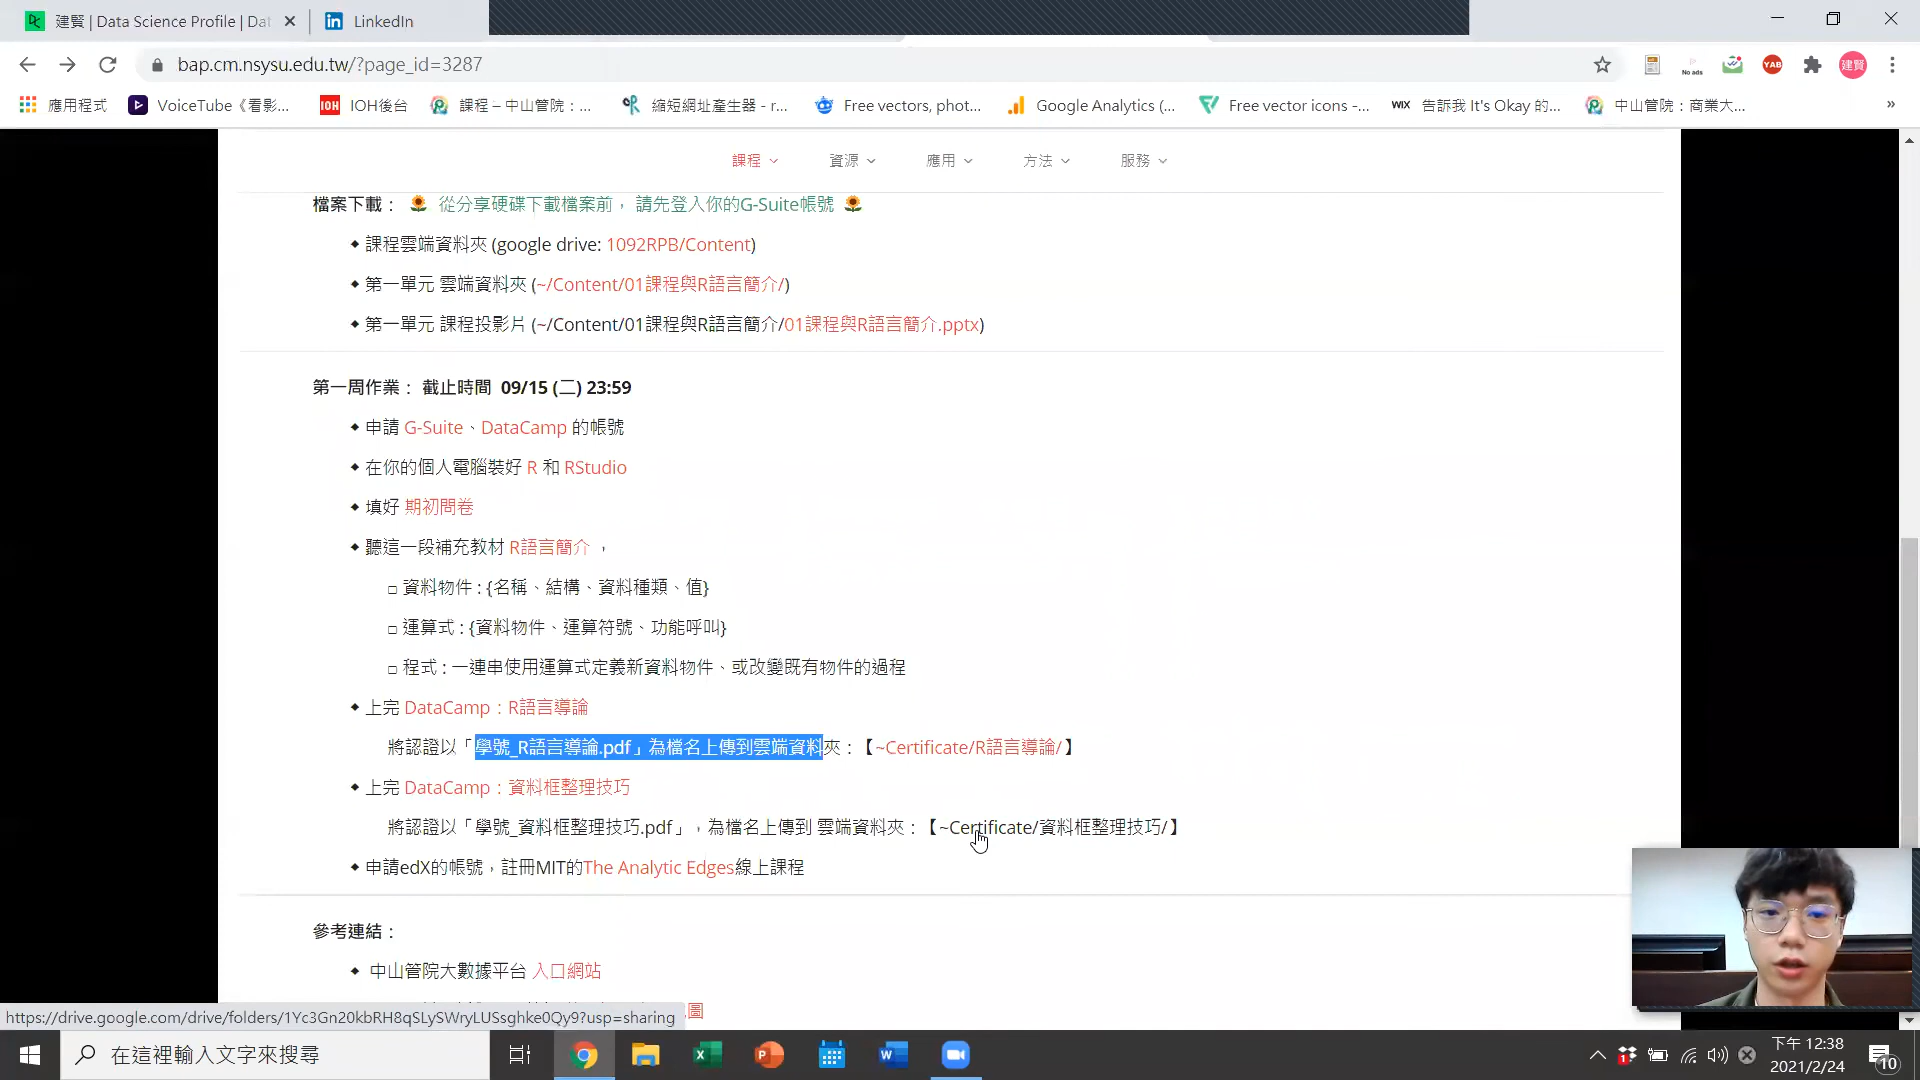 建賢 | Data Science Profile | Dat
LinkedIn
bap.cm.nsysu.edu.tw/?page_id=3287
No ads
YAB
建賢
應用程式
VoiceTube《看影...
IOH後台
課程 – 中山管院：...
縮短網址產生器 - r...
Free vectors, phot...
Google Analytics (...
Free vector icons -...
WIX 告訴我 It's Okay 的...
中山管院：商業大...
課程
資源
應用
方法
服務
檔案下載： 🌻 從分享硬碟下載檔案前， 請先登入你的G-Suite帳號 🌻
◆ 課程雲端資料夾 (google drive: 1092RPB/Content)
◆ 第一單元 雲端資料夾 (~/Content/01課程與R語言簡介/)
◆ 第一單元 課程投影片 (~/Content/01課程與R語言簡介/01課程與R語言簡介.pptx)
第一周作業： 截止時間 09/15 (二) 23:59
◆ 申請 G-Suite、DataCamp 的帳號
◆ 在你的個人電腦裝好 R 和 RStudio
◆ 填好 期初問卷
◆ 聽這一段補充教材 R語言簡介 ，
□ 資料物件 : {名稱、結構、資料種類、值}
□ 運算式 : {資料物件、運算符號、功能呼叫}
□ 程式 : 一連串使用運算式定義新資料物件、或改變既有物件的過程
◆ 上完 DataCamp：R語言導論
將認證以「學號_R語言導論.pdf」為檔名上傳到雲端資料夾：【~Certificate/R語言導論/】
◆ 上完 DataCamp：資料框整理技巧
將認證以「學號_資料框整理技巧.pdf」，為檔名上傳到 雲端資料夾：【~Certificate/資料框整理技巧/】
◆ 申請edX的帳號，註冊MIT的The Analytic Edges線上課程
參考連結：
◆ 中山管院大數據平台 入口網站
圖
https://drive.google.com/drive/folders/1Yc3Gn20kbRH8qSLySWryLUSsghke0Qy9?usp=sharing
在這裡輸入文字來搜尋
下午 12:38
2021/2/24
10